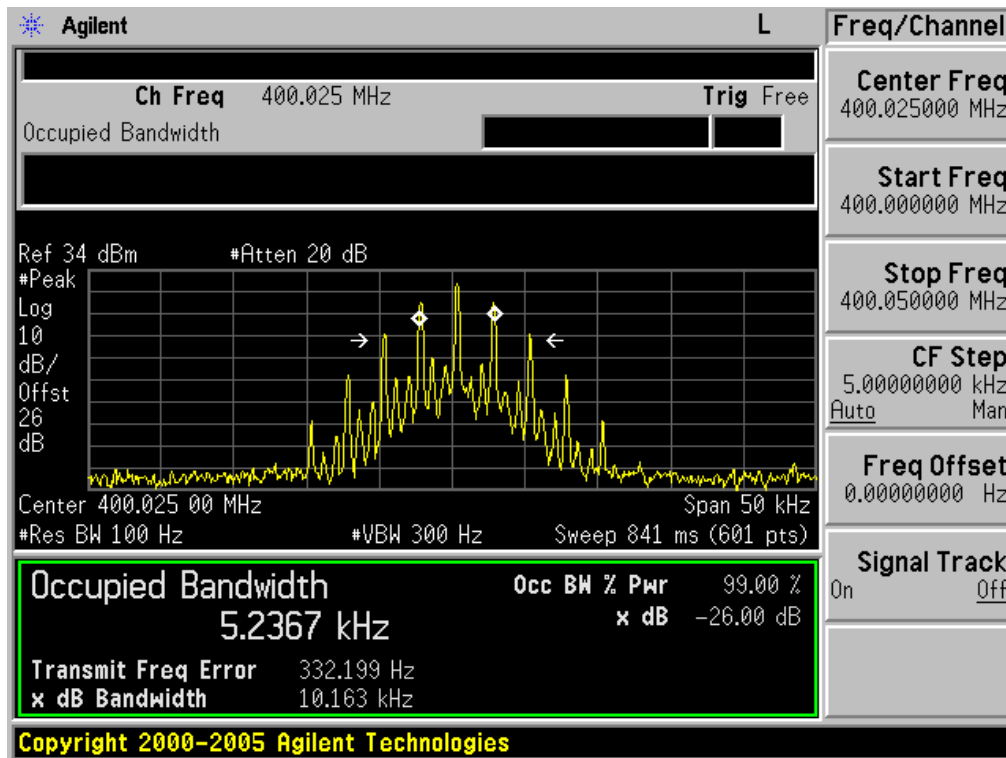 Agilent L Freq/Channel
Ch Freq 400.025 MHz Trig Free
Occupied Bandwidth
Center Freq
400.025000 MHz
Start Freq
400.000000 MHz
Stop Freq
400.050000 MHz
CF Step
5.00000000 kHz
Auto Man
Freq Offset
0.00000000 Hz
Signal Track
On Off
Ref 34 dBm #Atten 20 dB
#Peak
Log
10
dB/
Offst
26
dB
Center 400.025 00 MHz Span 50 kHz
#Res BW 100 Hz #VBW 300 Hz Sweep 841 ms (601 pts)
Occupied Bandwidth Occ BW % Pwr 99.00 %
5.2367 kHz x dB -26.00 dB
Transmit Freq Error 332.199 Hz
x dB Bandwidth 10.163 kHz
Copyright 2000-2005 Agilent Technologies